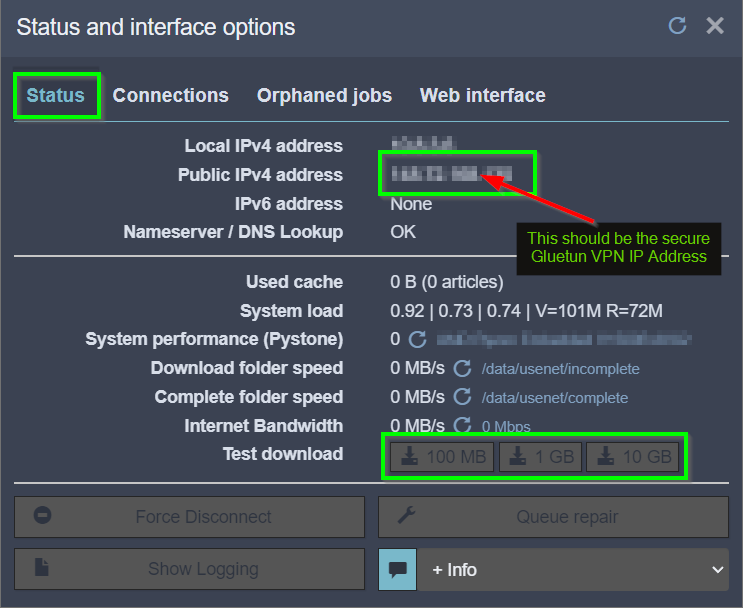 Status and interface options
Status Connections Orphaned jobs Web interface
Local IPv4 address
Public IPv4 address
IPv6 address None
Nameserver / DNS Lookup OK
This should be the secure
Gluetun VPN IP Address
Used cache 0 B (0 articles)
System load 0.92 | 0.73 | 0.74 | V=101M R=72M
System performance (Pystone) 0
Download folder speed 0 MB/s /data/usenet/incomplete
Complete folder speed 0 MB/s /data/usenet/complete
Internet Bandwidth 0 MB/s 0 Mbps
Test download 100 MB 1 GB 10 GB
Force Disconnect Queue repair
Show Logging + Info